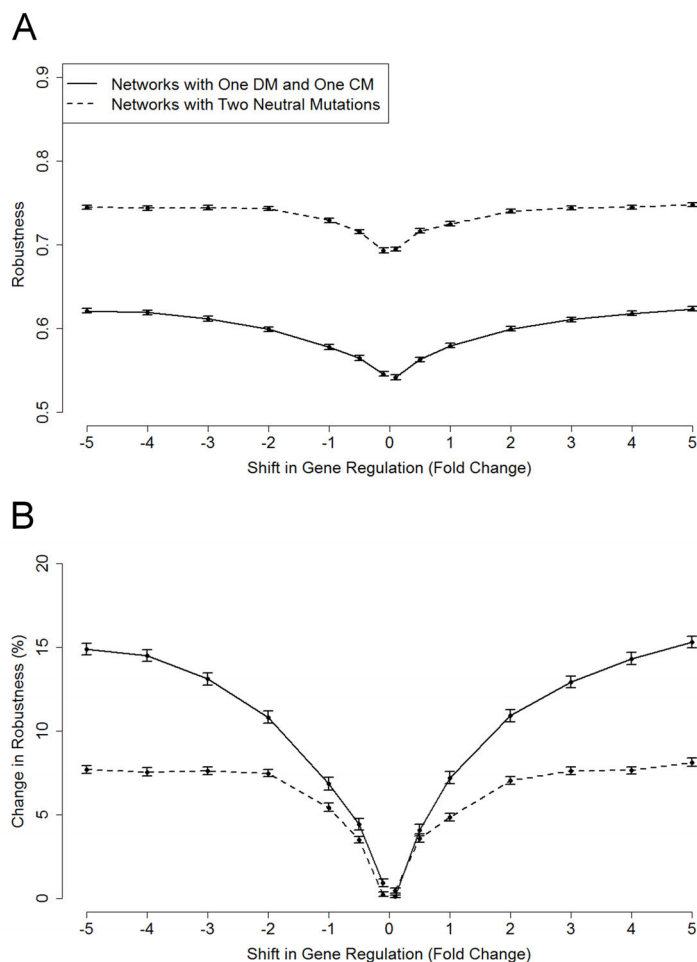 A
Networks with One DM and One CM
Networks with Two Neutral Mutations
Robustness
0.9
0.8
0.7
0.6
0.5
-5 -4 -3 -2 -1 0 1 2 3 4 5
Shift in Gene Regulation (Fold Change)
B
Change in Robustness (%)
20
15
10
5
0
-5 -4 -3 -2 -1 0 1 2 3 4 5
Shift in Gene Regulation (Fold Change)